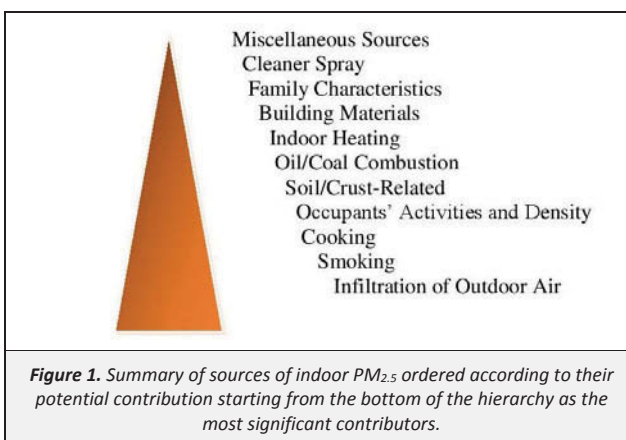 Miscellaneous Sources
Cleaner Spray
Family Characteristics
Building Materials
Indoor Heating
Oil/Coal Combustion
Soil/Crust-Related
Occupants' Activities and Density
Cooking
Smoking
Infiltration of Outdoor Air
Figure 1. Summary of sources of indoor PM2.5 ordered according to their
potential contribution starting from the bottom of the hierarchy as the
most significant contributors.